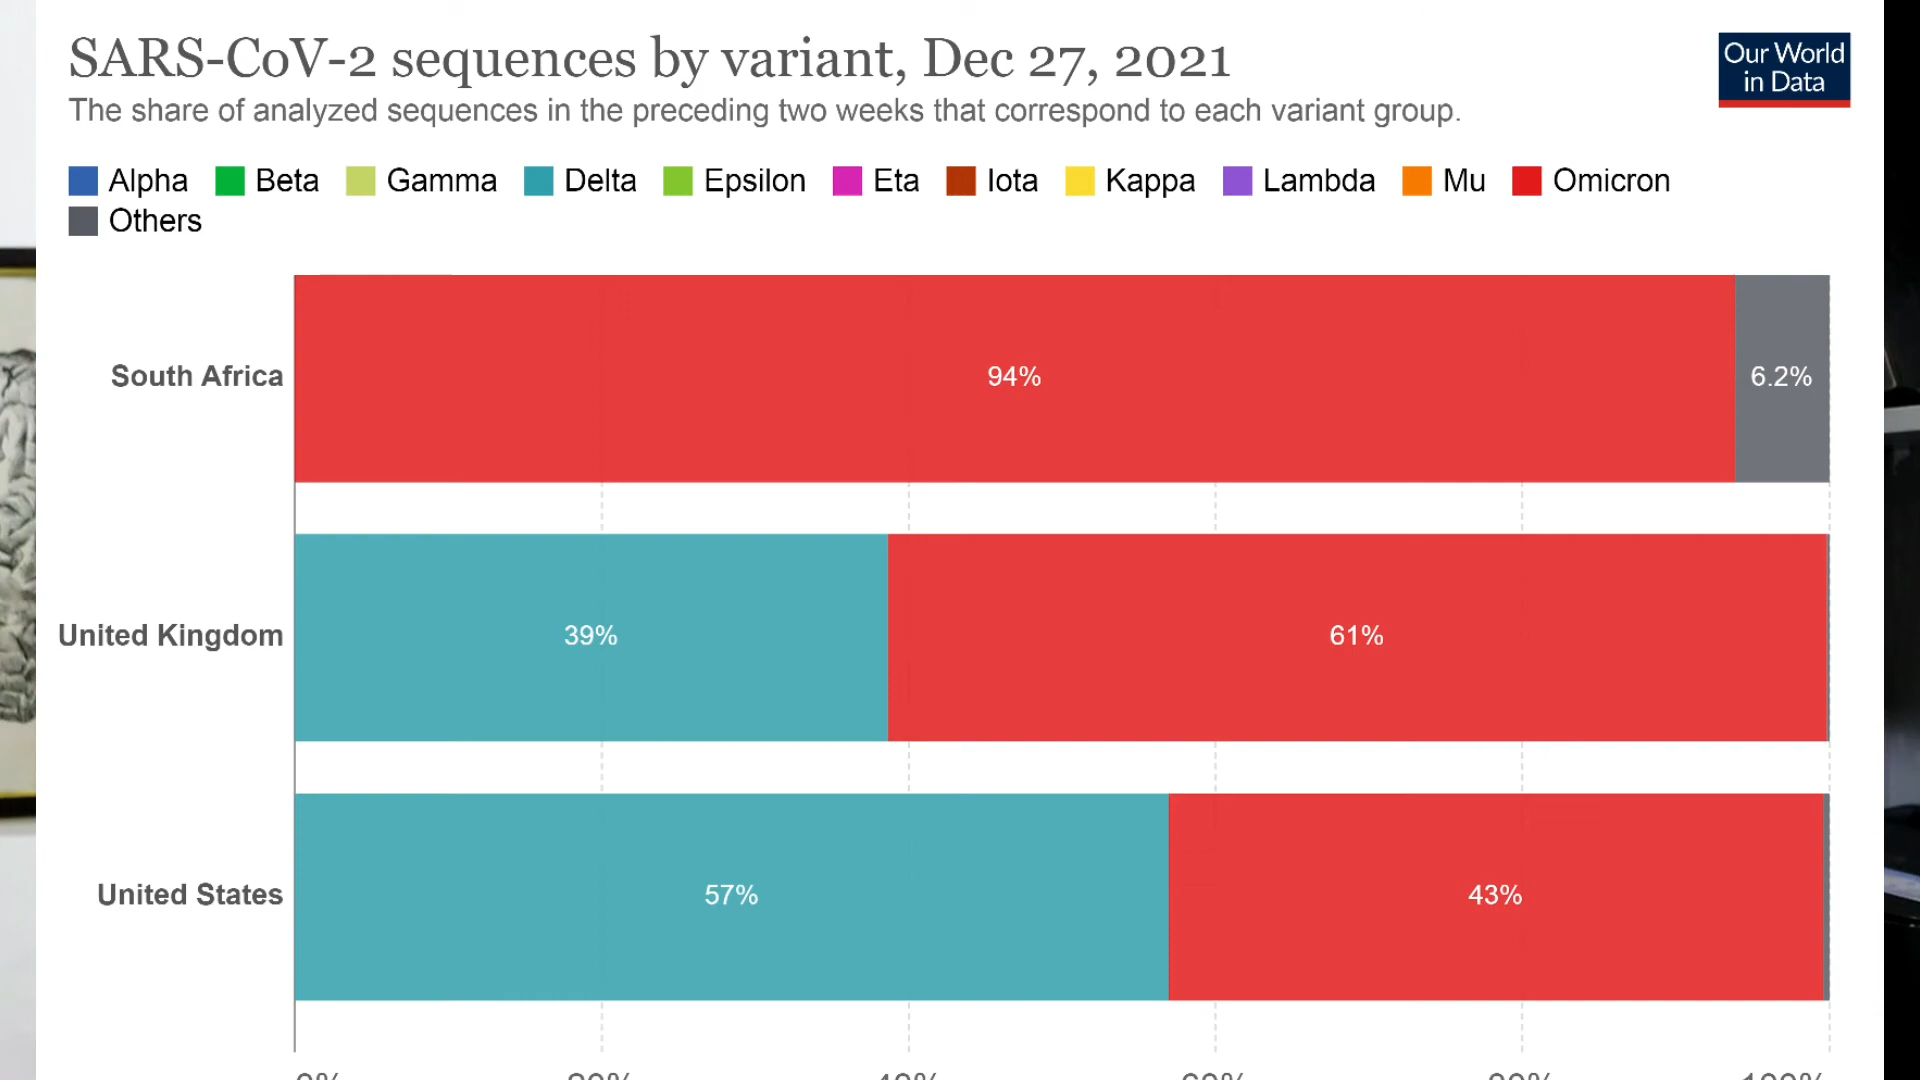 SARS-CoV-2 sequences by variant, Dec 27, 2021
The share of analyzed sequences in the preceding two weeks that correspond to each variant group.
Our World
in Data
Alpha Beta Gamma Delta Epsilon Eta Iota Kappa Lambda Mu Omicron
Others
South Africa 94% 6.2%
United Kingdom 39% 61%
United States 57% 43%